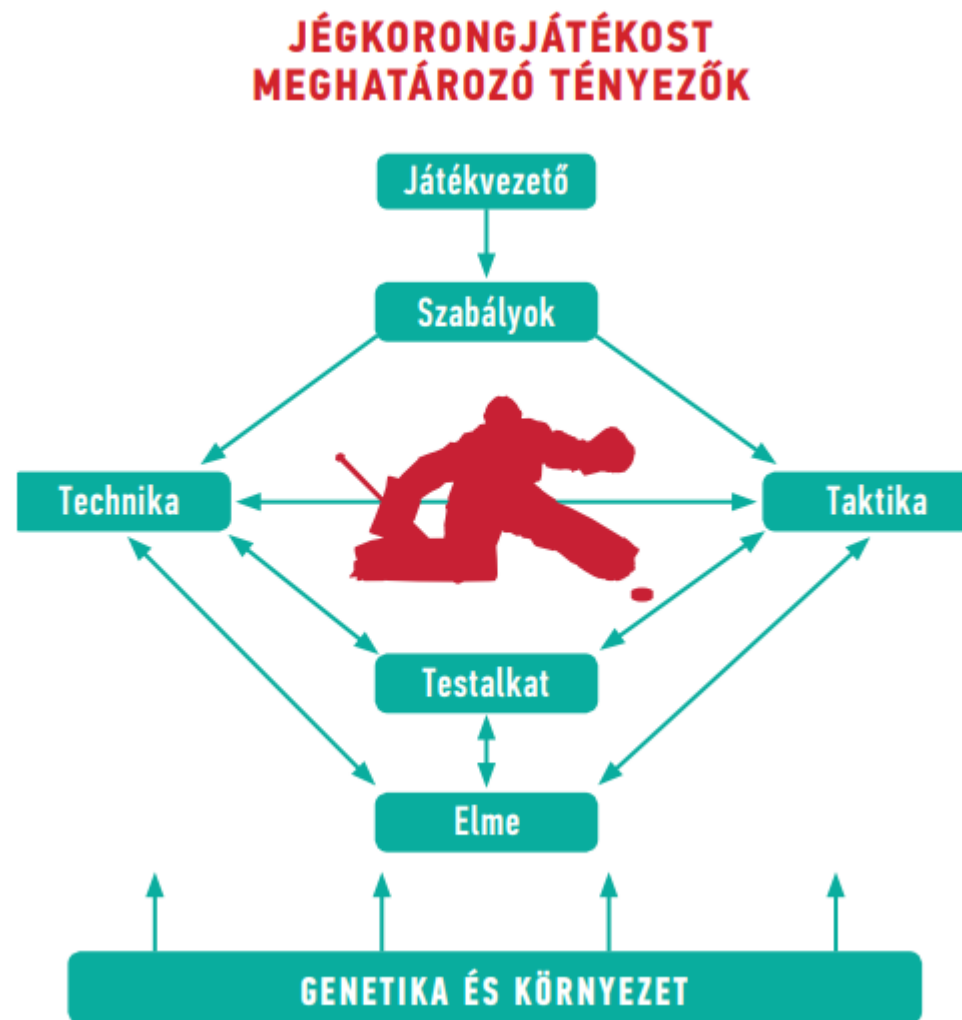 JÉGKORONGJÁTÉKOST
MEGHATÁROZÓ TÉNYEZŐK
Játékvezető
Szabályok
Technika
Taktika
Testalkat
Elme
GENETIKA ÉS KÖRNYEZET